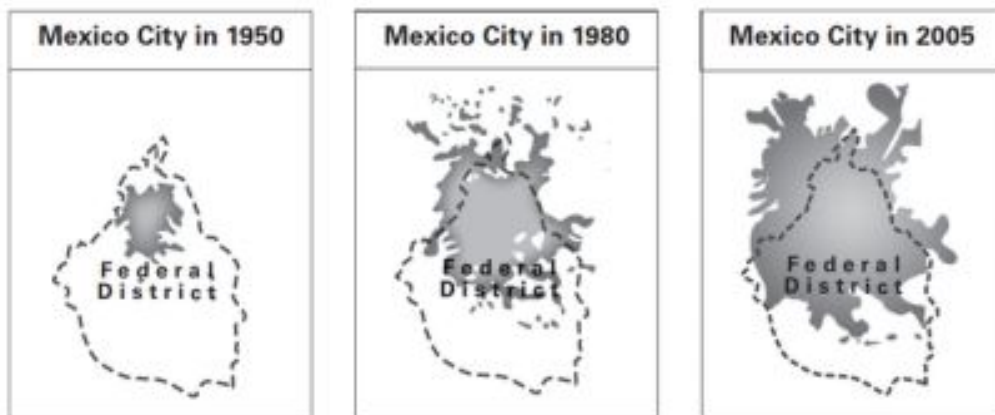 Mexico City in 1950
Federal
District
Mexico City in 1980
Federal
District
Mexico City in 2005
Federal
District